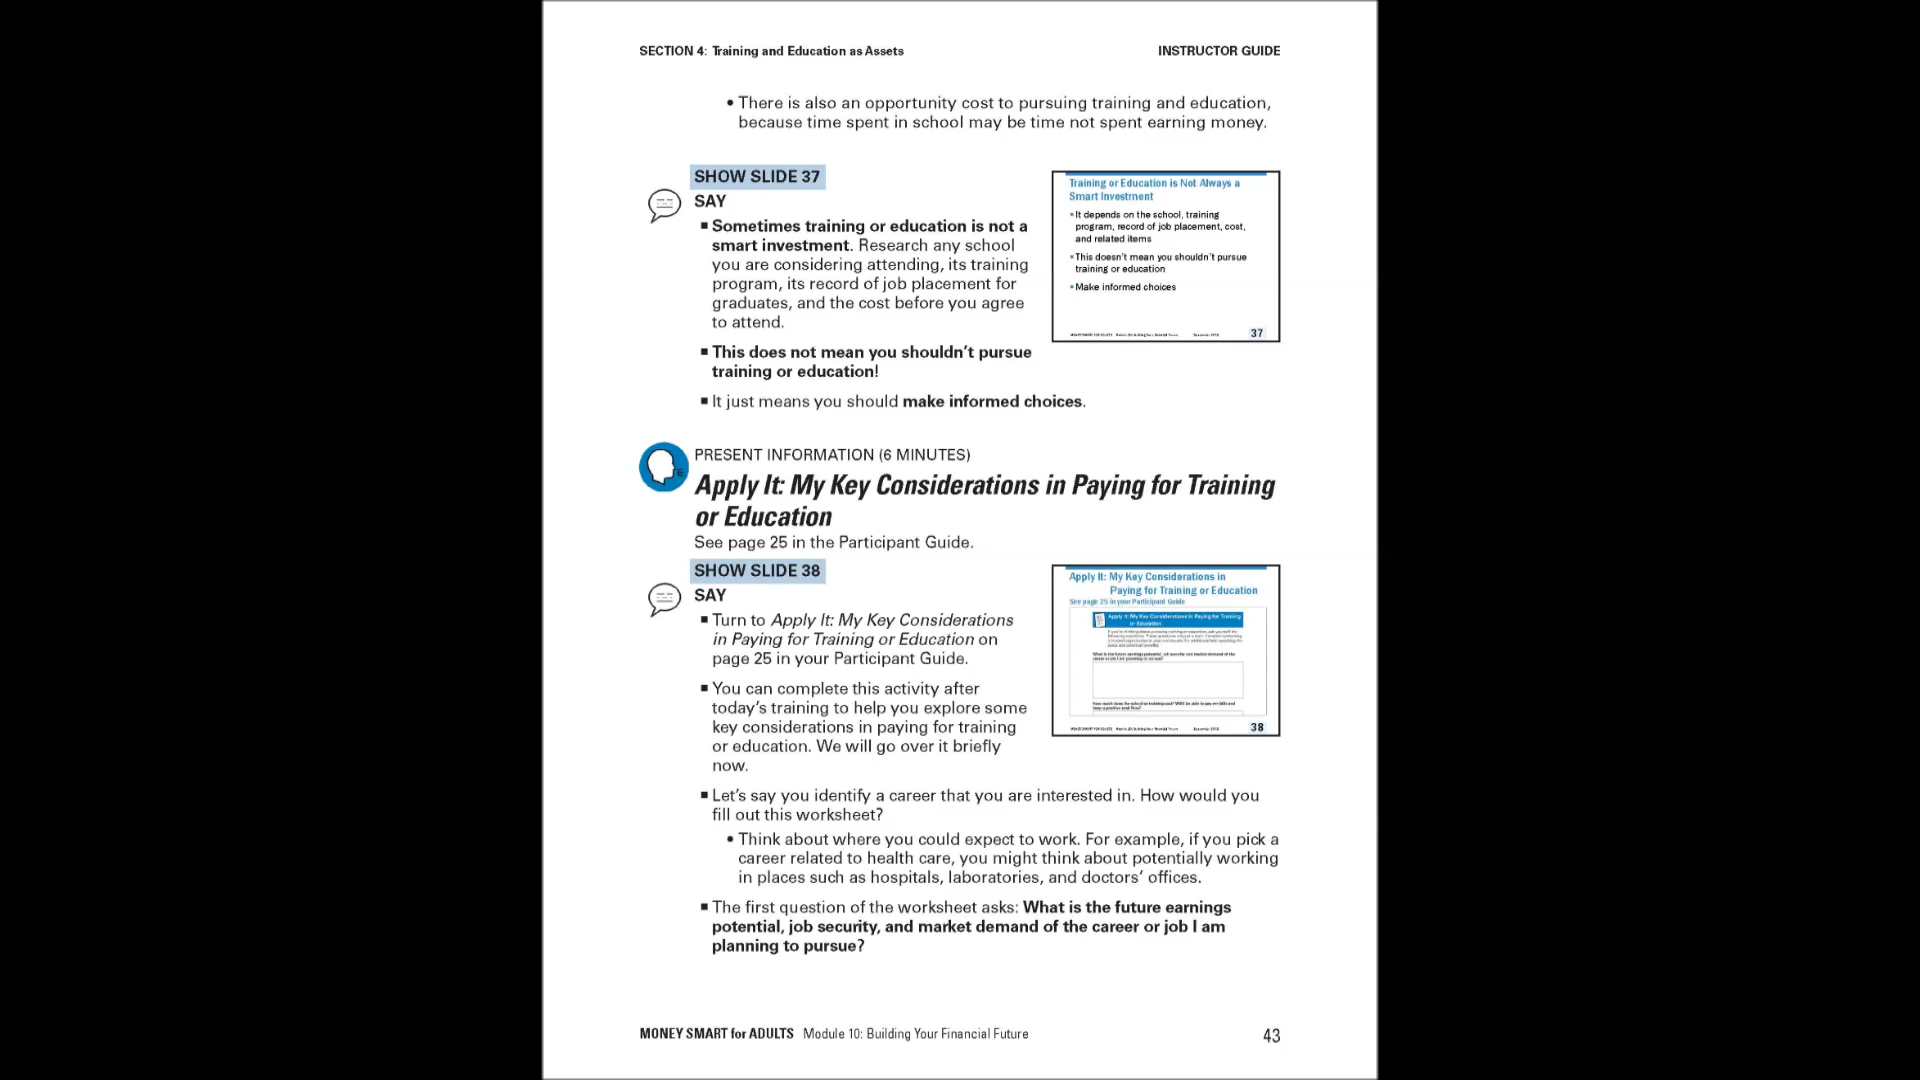 SECTION 4: Training and Education as Assets
INSTRUCTOR GUIDE
• There is also an opportunity cost to pursuing training and education,
because time spent in school may be time not spent earning money.
SHOW SLIDE 37
SAY
■ Sometimes training or education is not a
smart investment. Research any school
you are considering attending, its training
program, its record of job placement for
graduates, and the cost before you agree
to attend.
■ This does not mean you shouldn't pursue
training or education!
■ It just means you should make informed choices.
Training or Education is Not Always a
Smart Investment
• It depends on the school, training
program, record of job placement, cost,
and related items
• This doesn't mean you shouldn't pursue
training or education
• Make informed choices
37
PRESENT INFORMATION (6 MINUTES)
Apply It: My Key Considerations in Paying for Training
or Education
See page 25 in the Participant Guide.
SHOW SLIDE 38
SAY
■ Turn to Apply It: My Key Considerations
in Paying for Training or Education on
page 25 in your Participant Guide.
■ You can complete this activity after
today's training to help you explore some
key considerations in paying for training
or education. We will go over it briefly
now.
Apply It: My Key Considerations in
Paying for Training or Education
See page 25 in your Participant Guide
Apply It: My Key Considerations in Paying for Training
or Education
38
■ Let's say you identify a career that you are interested in. How would you
fill out this worksheet?
• Think about where you could expect to work. For example, if you pick a
career related to health care, you might think about potentially working
in places such as hospitals, laboratories, and doctors' offices.
■ The first question of the worksheet asks: What is the future earnings
potential, job security, and market demand of the career or job I am
planning to pursue?
MONEY SMART for ADULTS Module 10: Building Your Financial Future
43